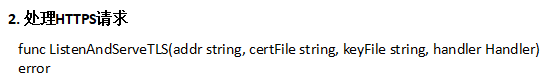 2. 处理HTTPS请求
func ListenAndServeTLS(addr string, certFile string, keyFile string, handler Handler)
error